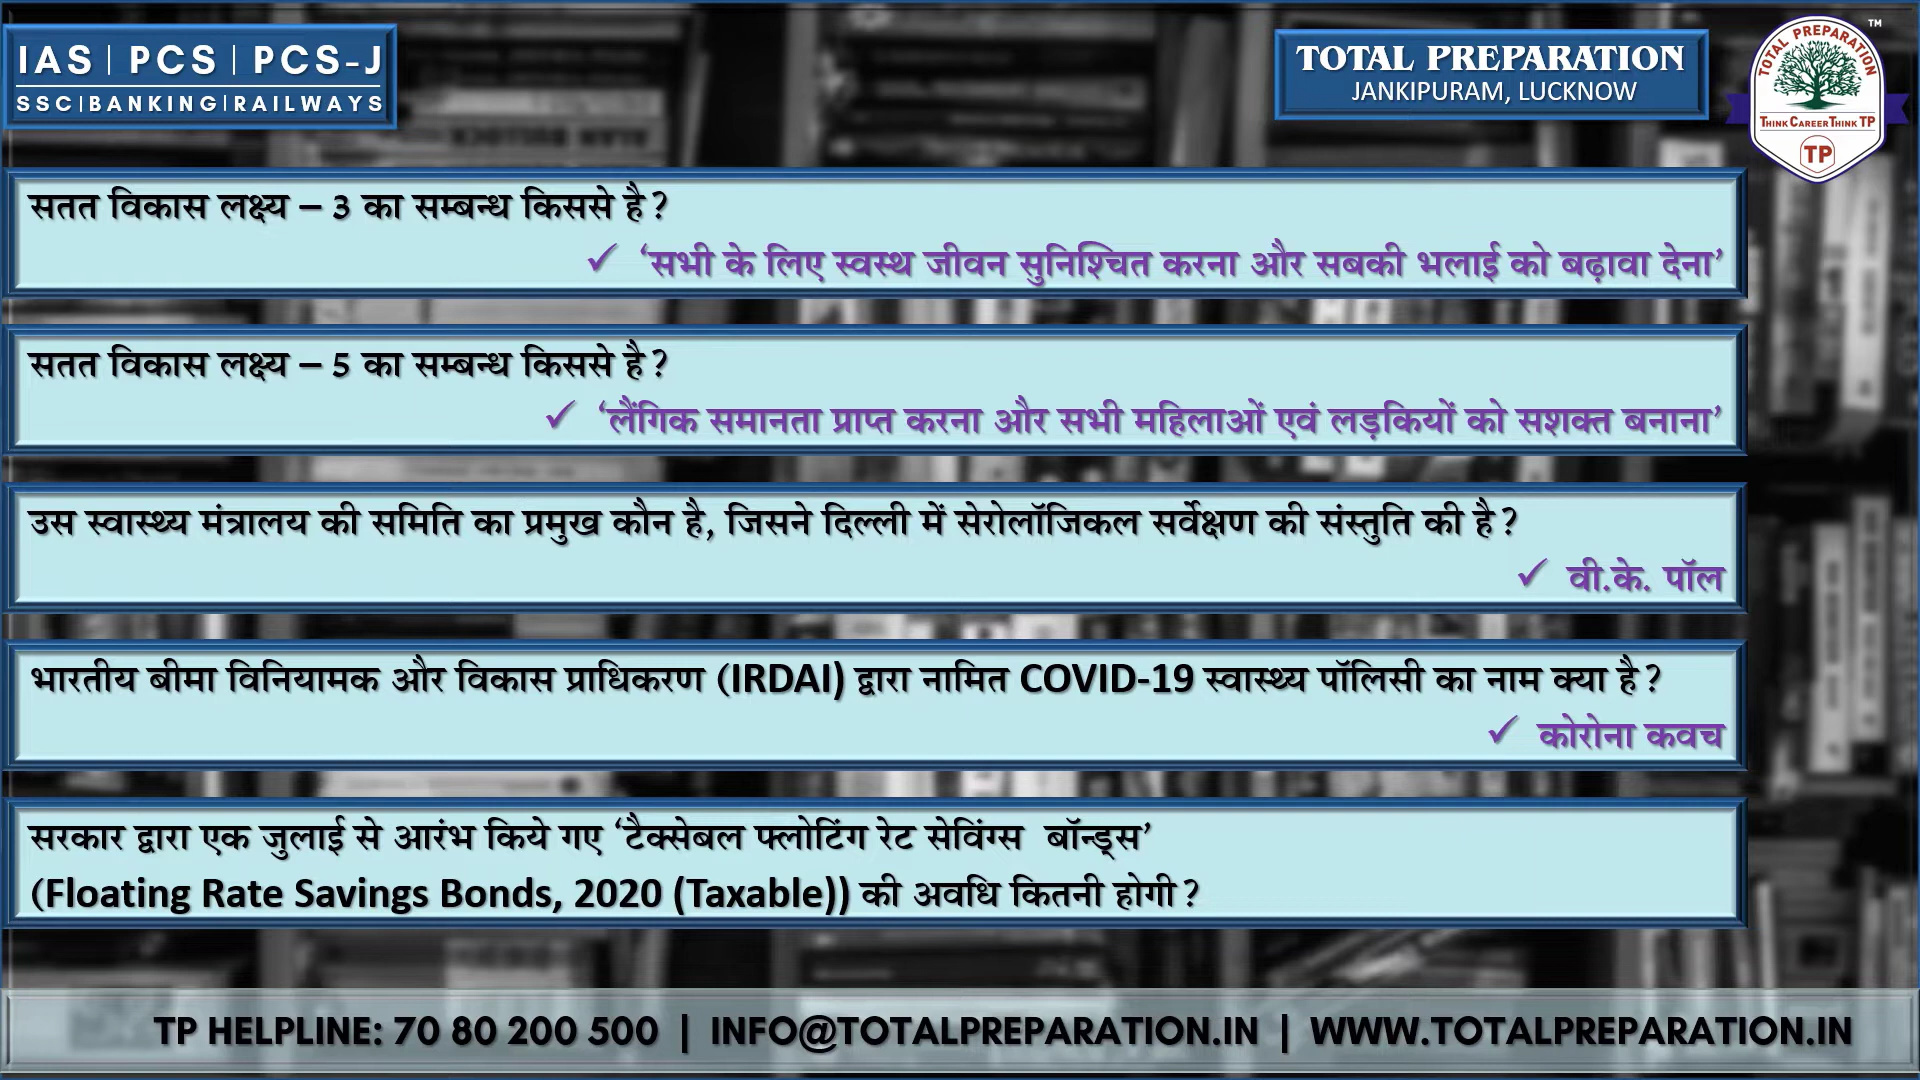 IAS | PCS | PCS-J
SSC|BANKING|RAILWAYS
TOTAL PREPARATION
JANKIPURAM, LUCKNOW
TM
TOTAL PREPARATION
THINK CAREER THINK TP
TP
सतत विकास लक्ष्य – 3 का सम्बन्ध किससे है?
✓ ‘सभी के लिए स्वस्थ जीवन सुनिश्चित करना और सबकी भलाई को बढ़ावा देना’
सतत विकास लक्ष्य – 5 का सम्बन्ध किससे है?
✓ ‘लैंगिक समानता प्राप्त करना और सभी महिलाओं एवं लड़कियों को सशक्त बनाना’
उस स्वास्थ्य मंत्रालय की समिति का प्रमुख कौन है, जिसने दिल्ली में सेरोलॉजिकल सर्वेक्षण की संस्तुति की है?
✓ वी.के. पॉल
भारतीय बीमा विनियामक और विकास प्राधिकरण (IRDAI) द्वारा नामित COVID-19 स्वास्थ्य पॉलिसी का नाम क्या है?
✓ कोरोना कवच
सरकार द्वारा एक जुलाई से आरंभ किये गए ‘टैक्सेबल फ्लोटिंग रेट सेविंग्स बॉन्ड्स’
(Floating Rate Savings Bonds, 2020 (Taxable)) की अवधि कितनी होगी?
TP HELPLINE: 70 80 200 500 | INFO@TOTALPREPARATION.IN | WWW.TOTALPREPARATION.IN